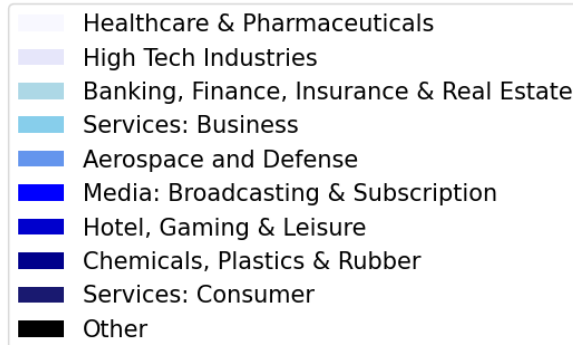 Healthcare & Pharmaceuticals
High Tech Industries
Banking, Finance, Insurance & Real Estate
Services: Business
Aerospace and Defense
Media: Broadcasting & Subscription
Hotel, Gaming & Leisure
Chemicals, Plastics & Rubber
Services: Consumer
Other